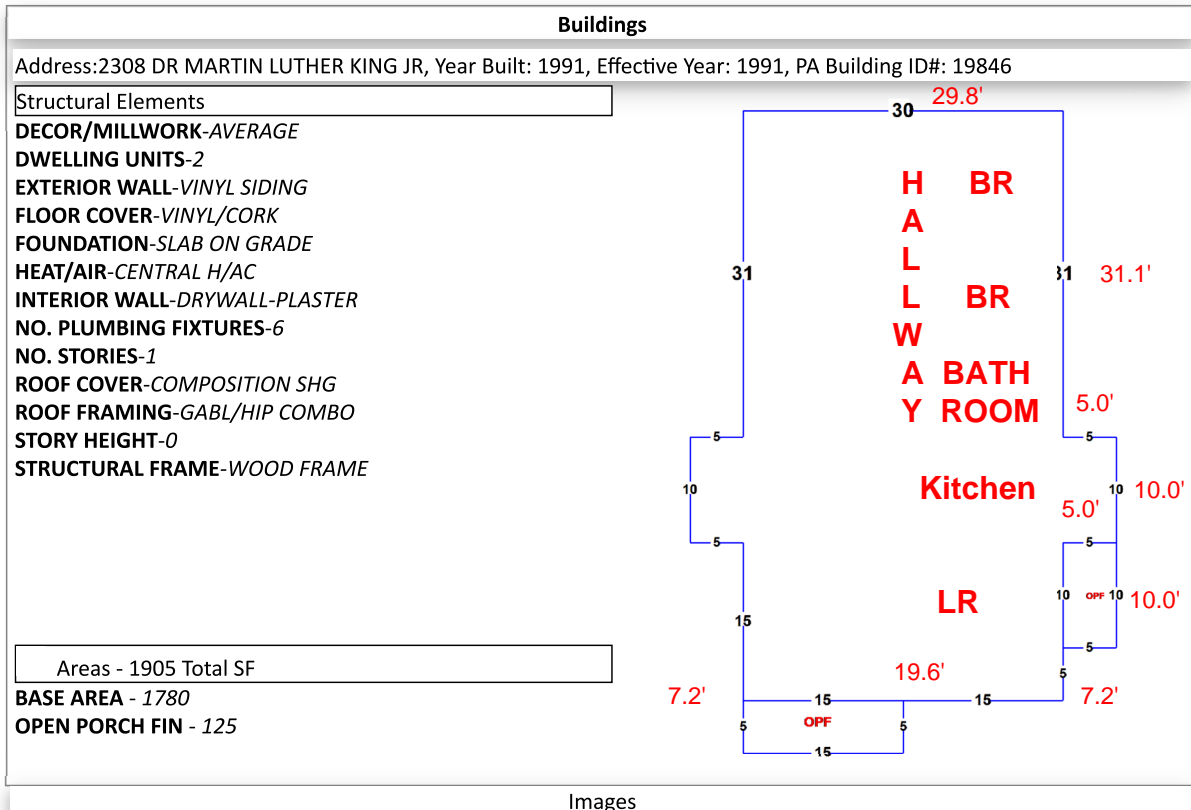 Buildings
Address:2308 DR MARTIN LUTHER KING JR, Year Built: 1991, Effective Year: 1991, PA Building ID#: 19846
Structural Elements
DECOR/MILLWORK-AVERAGE
DWELLING UNITS-2
EXTERIOR WALL-VINYL SIDING
FLOOR COVER-VINYL/CORK
FOUNDATION-SLAB ON GRADE
HEAT/AIR-CENTRAL H/AC
INTERIOR WALL-DRYWALL-PLASTER
NO. PLUMBING FIXTURES-6
NO. STORIES-1
ROOF COVER-COMPOSITION SHG
ROOF FRAMING-GABL/HIP COMBO
STORY HEIGHT-0
STRUCTURAL FRAME-WOOD FRAME
Areas - 1905 Total SF
BASE AREA - 1780
OPEN PORCH FIN - 125
29.8'
30
HALLWAY
BR
31
31
31.1'
BR
BATH
ROOM
5.0'
5
5
10
Kitchen
10
10.0'
5.0'
5
5
15
LR
10
OPF
10
10.0'
5
5
19.6'
7.2'
15
15
7.2'
5
OPF
5
15
Images